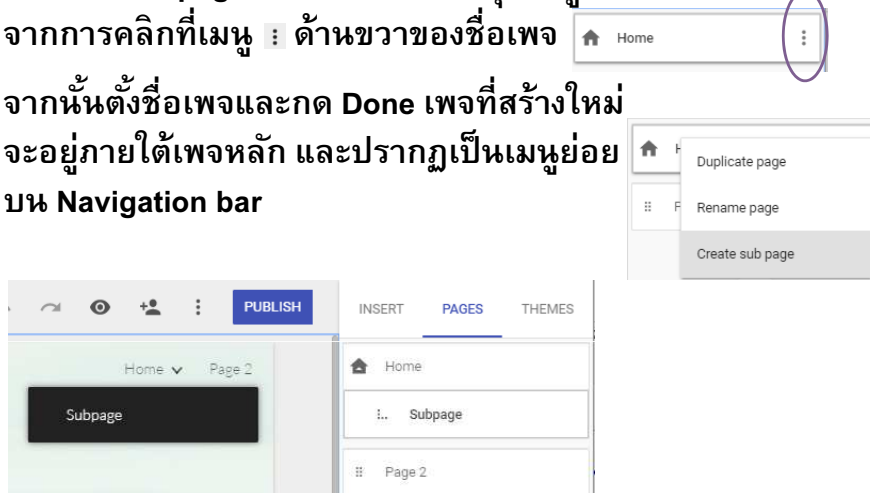 จากการคลิกที่เมนู ⋮ ด้านขวาของชื่อเพจ
Home
จากนั้นตั้งชื่อเพจและกด Done เพจที่สร้างใหม่
จะอยู่ภายใต้เพจหลัก และปรากฏเป็นเมนูย่อย
บน Navigation bar
Duplicate page
Rename page
Create sub page
PUBLISH
INSERT PAGES THEMES
Home Page 2
Subpage
Home
Subpage
Page 2